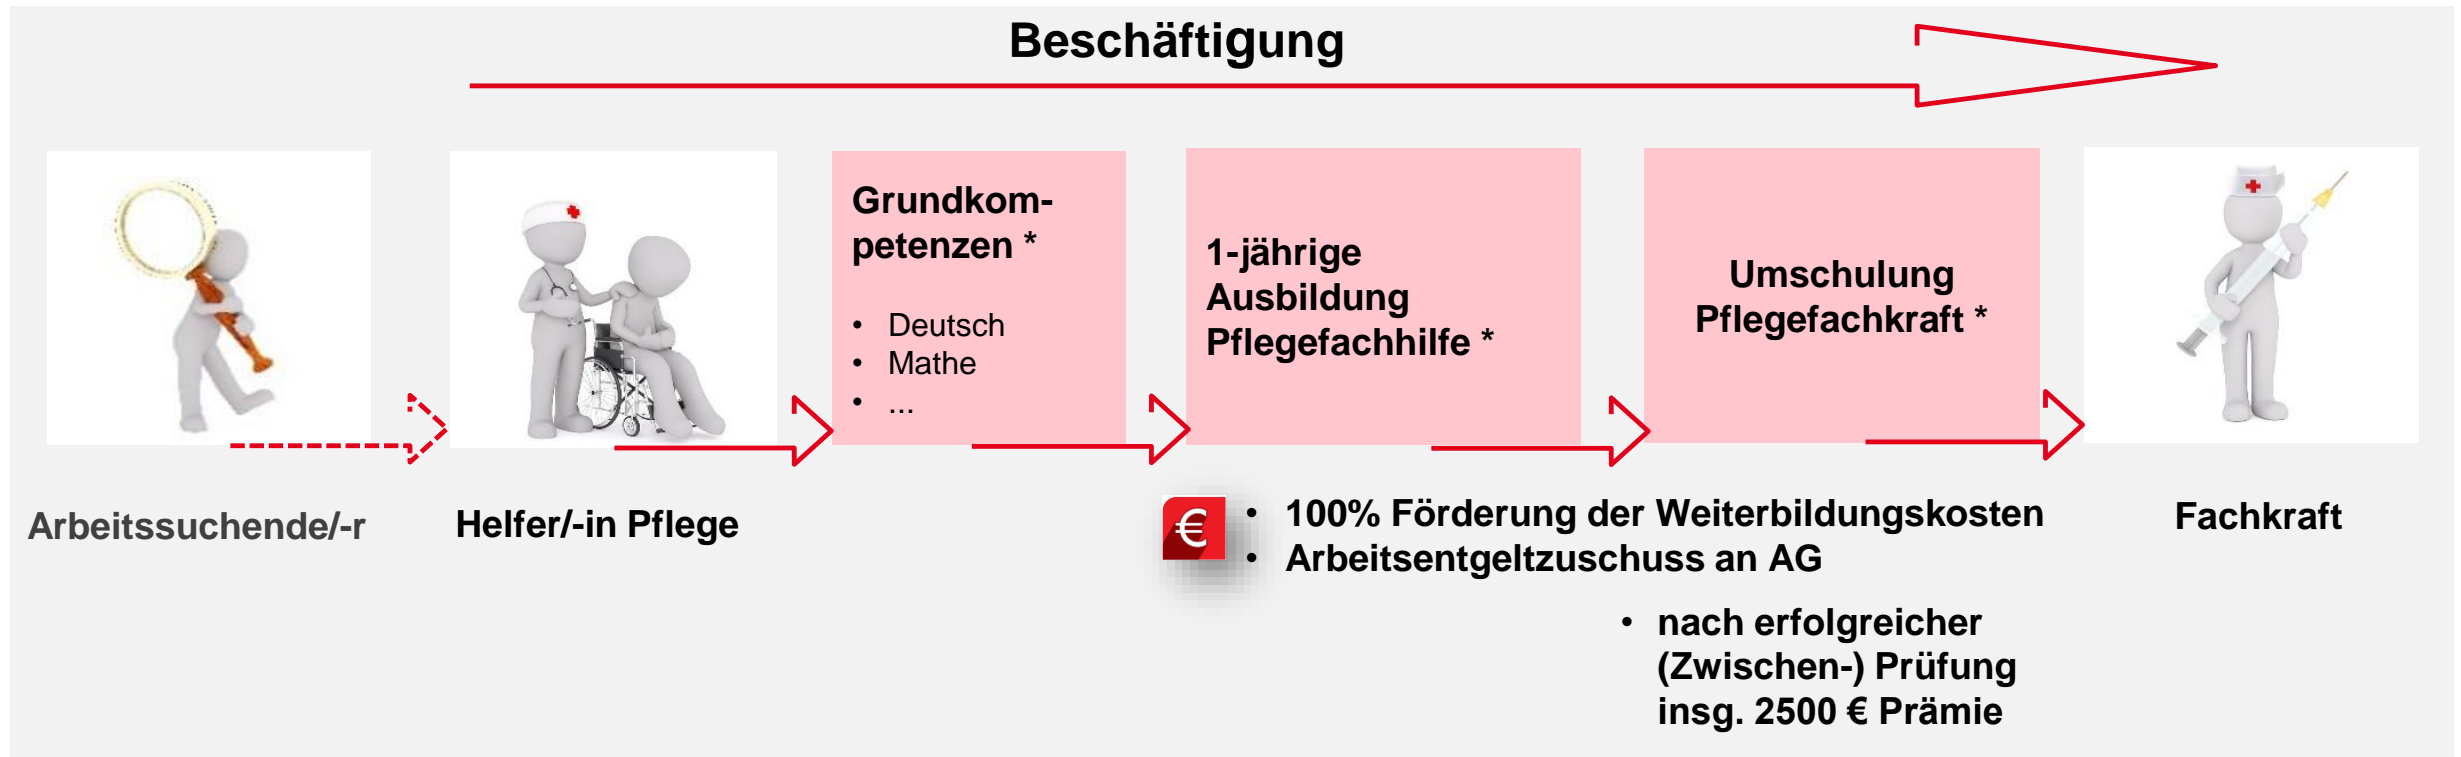 Beschäftigung
Grundkom-
petenzen *
• Deutsch
• Mathe
• ...
1-jährige
Ausbildung
Pflegefachhilfe *
Umschulung
Pflegefachkraft *
Arbeitssuchende/-r
Helfer/-in Pflege
€
• 100% Förderung der Weiterbildungskosten
• Arbeitsentgeltzuschuss an AG
• nach erfolgreicher
(Zwischen-) Prüfung
insg. 2500 € Prämie
Fachkraft